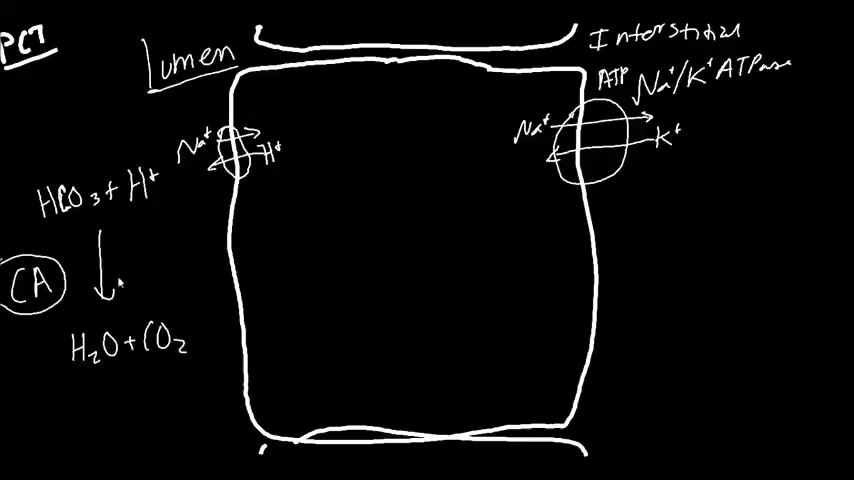 PCT
Lumen
Interstitial
ATP
Na+/K+ ATPase
Na+
H+
Na+
K+
HCO3 + H+
CA
H2O + CO2